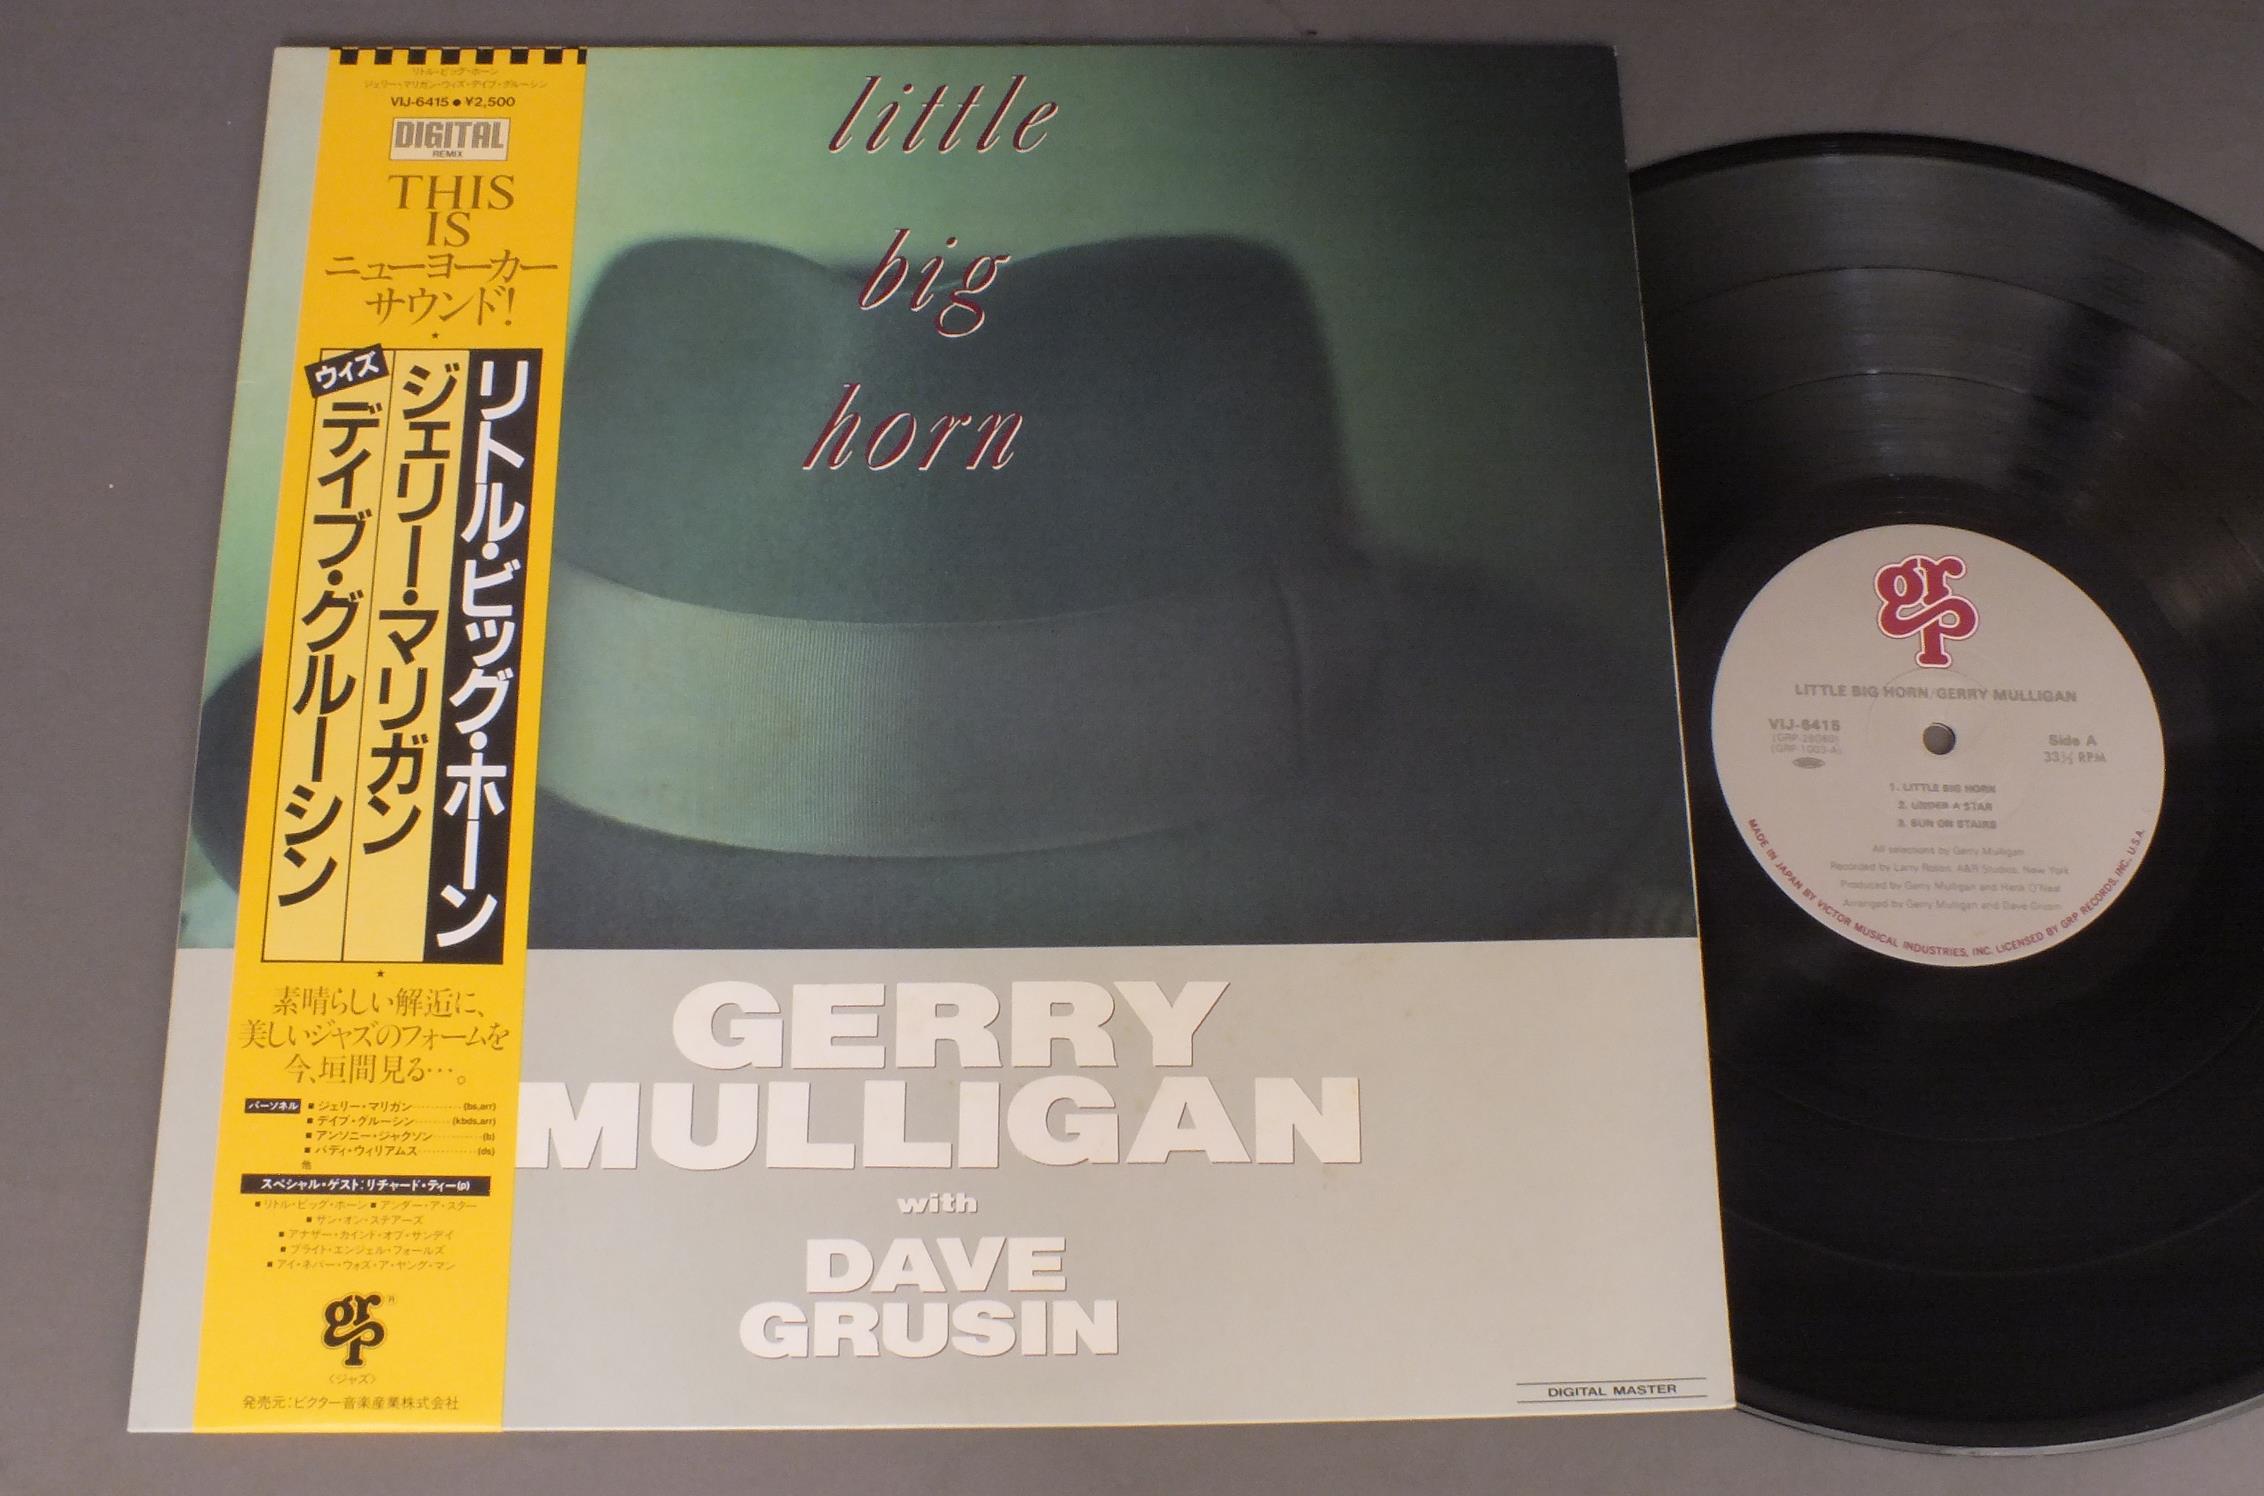 リトル・ビッグ・ホーン
ジェリー・マリガン・ウィズ・デイブ・グルーシン
VIJ-6415 ● ¥2,500
DIGITAL
REMIX
THIS
IS
ニューヨーカー
サウンド!
★
リトル・ビッグ・ホーン
ジェリー・マリガン
ウィズ
デイブ・グルーシン
★
素晴らしい解逅に、
美しいジャズのフォームを
今、垣間見る…。
パーソネル ■ ジェリー・マリガン (bs,arr)
■ デイブ・グルーシン (kbds,arr)
■ アンソニー・ジャクソン (b)
■ バディ・ウィリアムス (ds)
他
スペシャル・ゲスト:リチャード・ティー(p)
■ リトル・ビッグ・ホーン ■ アンダー・ア・スター
■ サン・オン・ステアーズ
■ アナザー・カインド・オブ・サンデイ
■ ブライト・エンジェル・フォールズ
■ アイ・ネバー・ウォズ・ア・ヤング・マン
grp
〈ジャズ〉
発売元:ビクター音楽産業株式会社
little
big
horn
GERRY
MULLIGAN
with
DAVE
GRUSIN
DIGITAL MASTER
grp
LITTLE BIG HORN/GERRY MULLIGAN
VIJ-6415
(GRP-1003-A)
Side A
33⅓ RPM
1. LITTLE BIG HORN
2. UNDER A STAR
3. SUN ON STAIRS
All selections by Gerry Mulligan
Recorded by Larry Rosen, A&R Studios, New York
Produced by Gerry Mulligan and Hank O'Neal
Arranged by Gerry Mulligan and Dave Grusin
MADE IN JAPAN BY VICTOR MUSICAL INDUSTRIES, INC. LICENSED BY GRP RECORDS, INC., U.S.A.